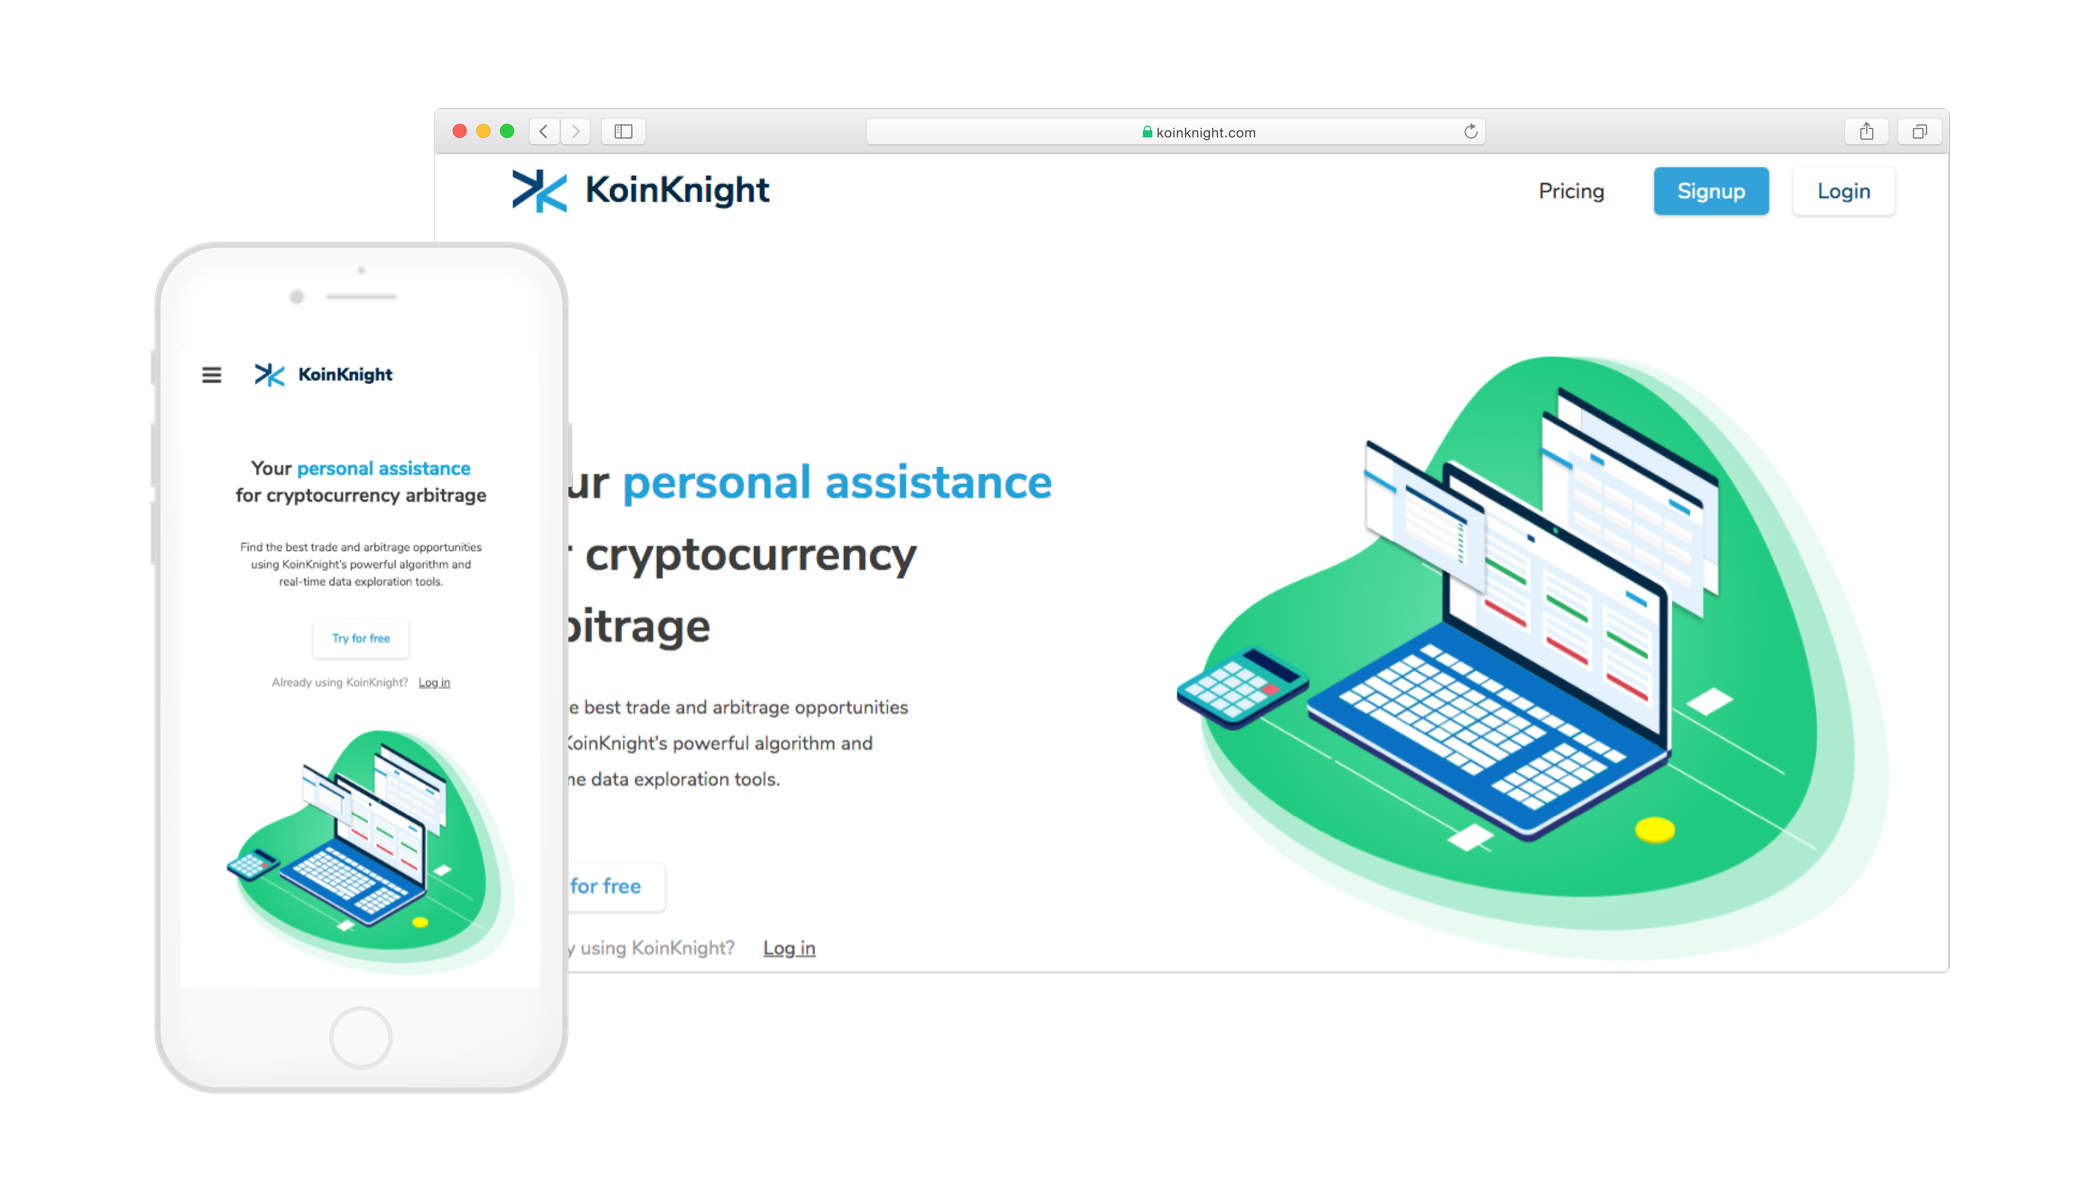 koinknight.com
KoinKnight
Pricing
Signup
Login
KoinKnight
Your personal assistance
for cryptocurrency arbitrage
Find the best trade and arbitrage opportunities
using KoinKnight's powerful algorithm and
real-time data exploration tools.
Try for free
Already using KoinKnight? Log in
ur personal assistance
r cryptocurrency
bitrage
e best trade and arbitrage opportunities
KoinKnight's powerful algorithm and
ne data exploration tools.
for free
y using KoinKnight? Log in